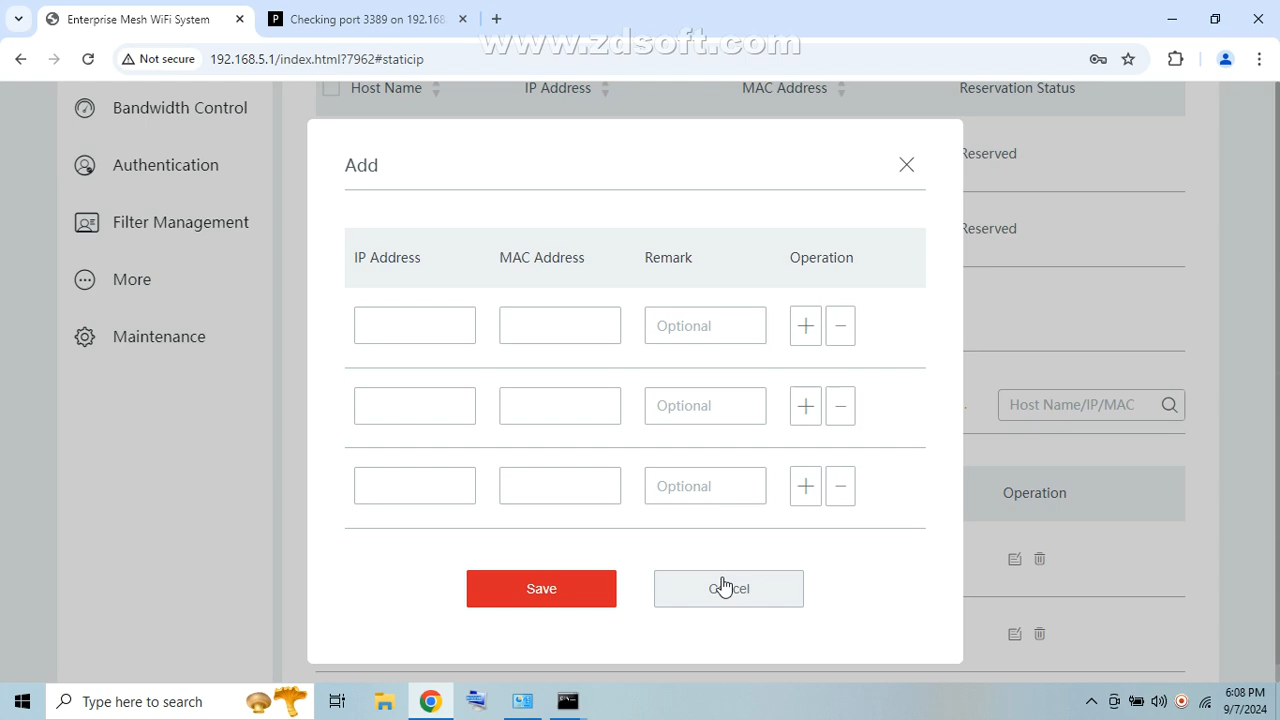 Enterprise Mesh WiFi System
Checking port 3389 on 192.168
www.zdsoft.com
Not secure
192.168.5.1/index.html?7962#staticip
Host Name
IP Address
MAC Address
Reservation Status
Bandwidth Control
Authentication
Filter Management
More
Maintenance
Reserved
Reserved
Add
IP Address
MAC Address
Remark
Operation
Optional
Optional
Optional
Host Name/IP/MAC
Operation
Save
Cancel
Type here to search
6:08 PM
9/7/2024